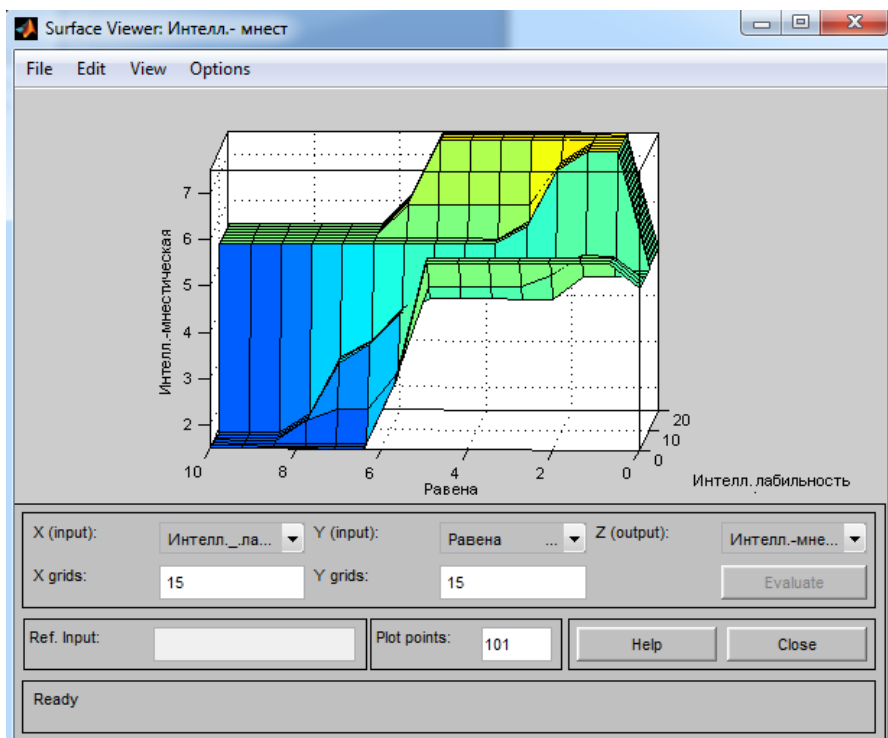 Surface Viewer: Интелл.- мнест
File Edit View Options
Интелл.-мнестическая
7
6
5
4
3
2
10 8 6 4 2 0
Равена
0 10 20
Интелл. лабильность
X (input): Интелл._.ла... Y (input): Равена ... Z (output): Интелл.-мне...
X grids: 15 Y grids: 15 Evaluate
Ref. Input: Plot points: 101 Help Close
Ready